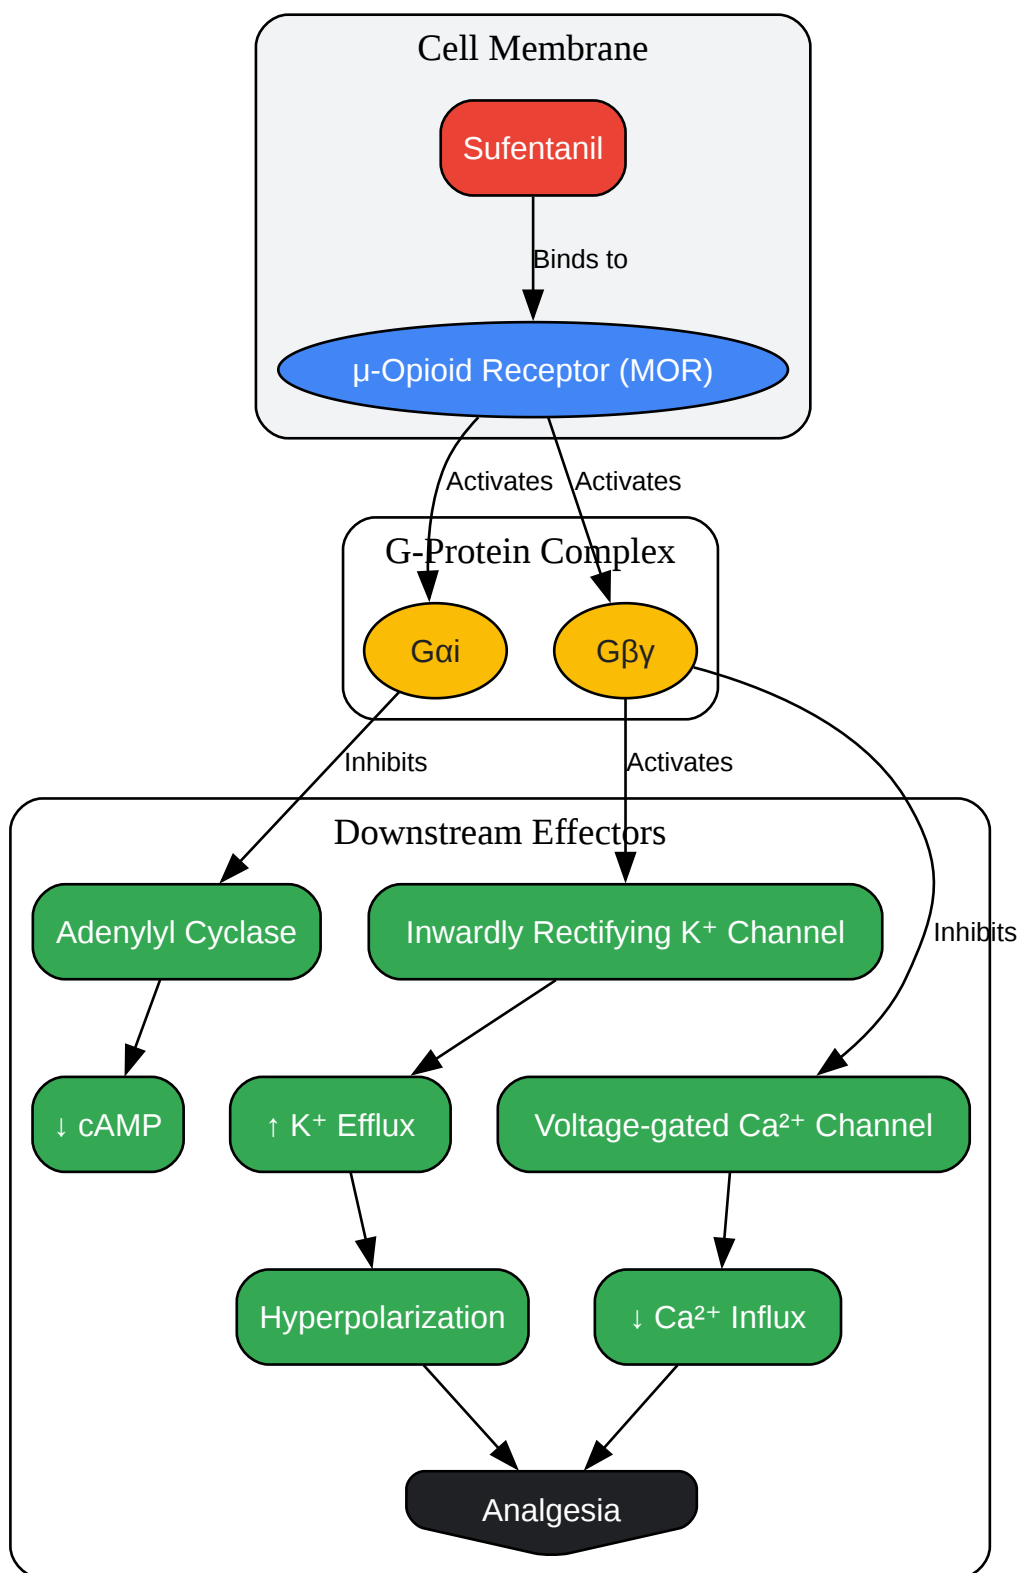 Cell Membrane
Sufentanil
Binds to
μ-Opioid Receptor (MOR)
Activates
Activates
G-Protein Complex
Gαi
Gβγ
Inhibits
Activates
Downstream Effectors
Adenylyl Cyclase
Inwardly Rectifying K⁺ Channel
Inhibits
↓ cAMP
↑ K⁺ Efflux
Voltage-gated Ca²⁺ Channel
Hyperpolarization
↓ Ca²⁺ Influx
Analgesia